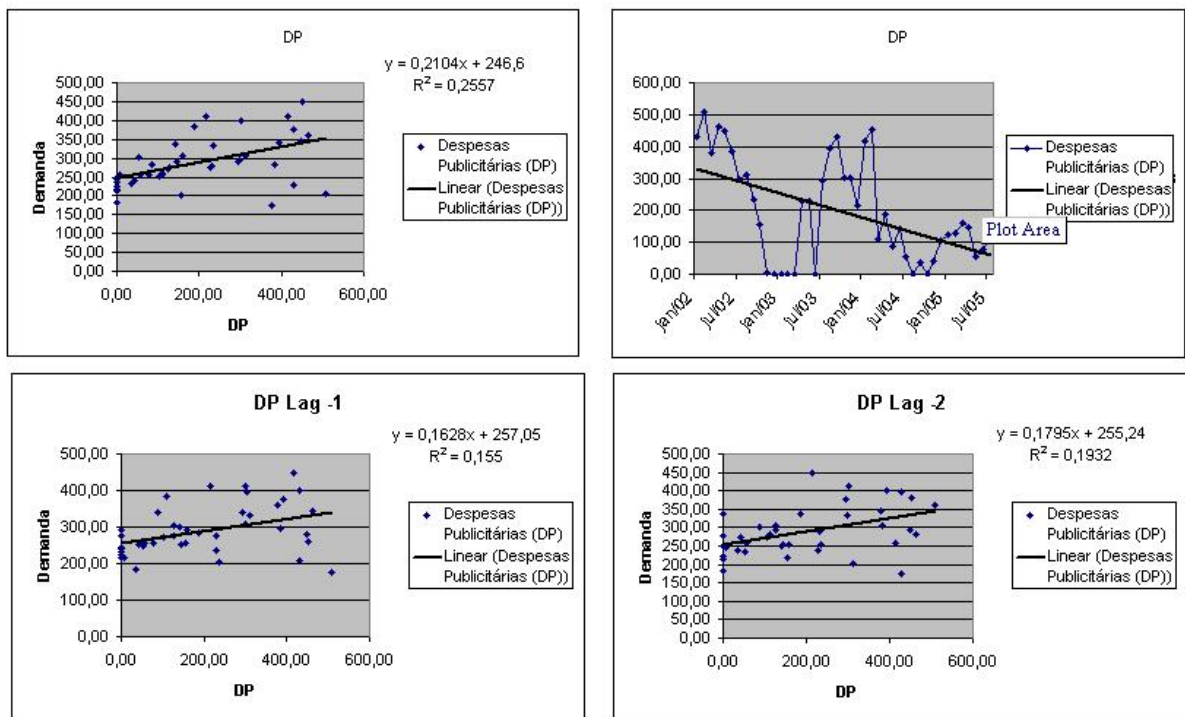 DP
y = 0,2104x + 246,6
R² = 0,2557
500,00
450,00
400,00
350,00
300,00
250,00
200,00
150,00
100,00
50,00
0,00
Demanda
0,00 200,00 400,00 600,00
DP
Despesas
Publicitárias (DP)
Linear (Despesas
Publicitárias (DP))
DP
600,00
500,00
400,00
300,00
200,00
100,00
0,00
jan/02 jul/02 jan/03 jul/03 jan/04 jul/04 jan/05 jul/05
Despesas
Publicitárias (DP)
Linear (Despesas
Publicitárias (DP))
Plot Area
DP Lag -1
y = 0,1628x + 257,05
R² = 0,155
500,00
400,00
300,00
200,00
100,00
0,00
Demanda
0,00 200,00 400,00 600,00
DP
Despesas
Publicitárias (DP)
Linear (Despesas
Publicitárias (DP))
DP Lag -2
y = 0,1795x + 255,24
R² = 0,1932
500,00
450,00
400,00
350,00
300,00
250,00
200,00
150,00
100,00
50,00
0,00
Demanda
0,00 200,00 400,00 600,00
DP
Despesas
Publicitárias (DP)
Linear (Despesas
Publicitárias (DP))